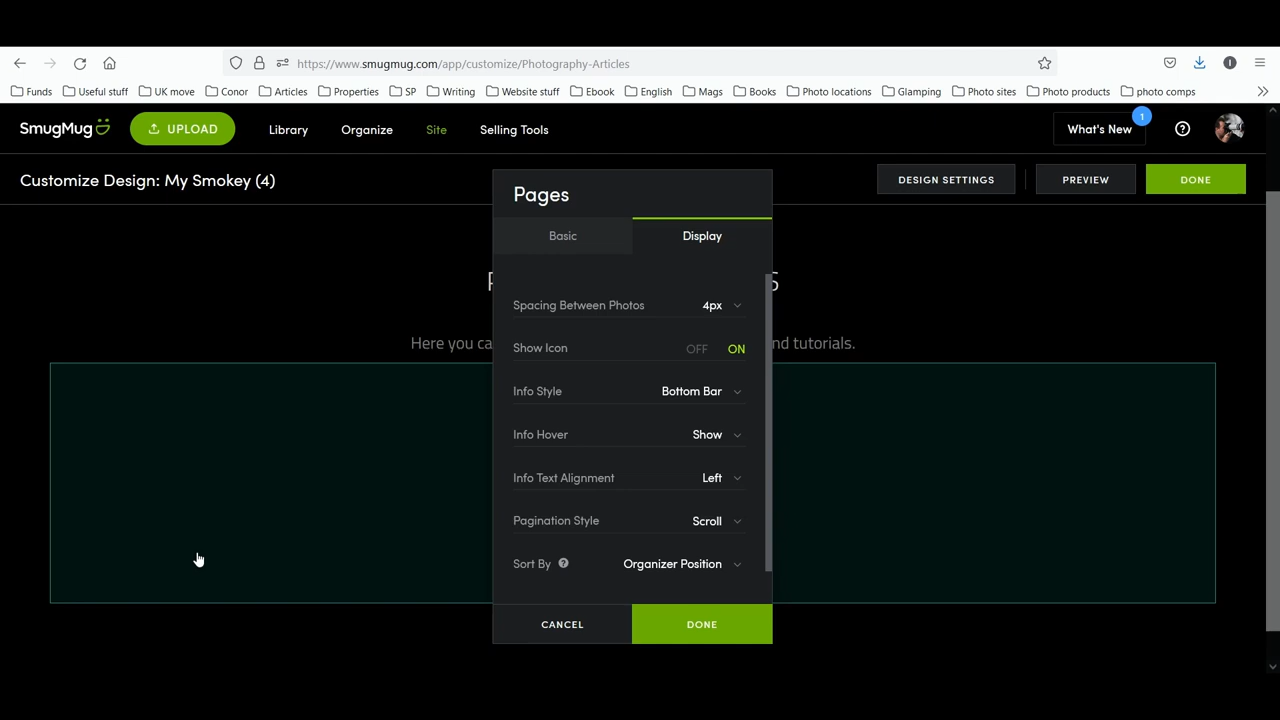 https://www.smugmug.com/app/customize/Photography-Articles
Funds Useful stuff UK move Conor Articles Properties SP Writing Website stuff Ebook English Mags Books Photo locations Glamping Photo sites Photo products photo comps
SmugMug UPLOAD Library Organize Site Selling Tools What's New 1
Customize Design: My Smokey (4) DESIGN SETTINGS PREVIEW DONE
Pages
Basic Display
Spacing Between Photos 4px
Here you ca nd tutorials.
Show Icon OFF ON
Info Style Bottom Bar
Info Hover Show
Info Text Alignment Left
Pagination Style Scroll
Sort By ? Organizer Position
CANCEL DONE